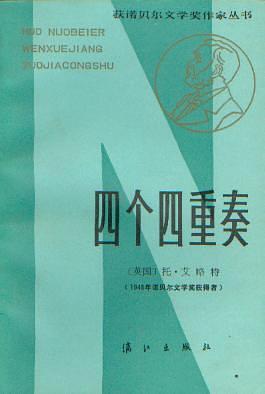 获诺贝尔文学奖作家丛书
HUO NUOBEIER
WENXUEJIANG
ZUOJIACONGSHU
四个四重奏
〔英国〕托·艾略特
（1948年诺贝尔文学奖获得者）
漓江出版社